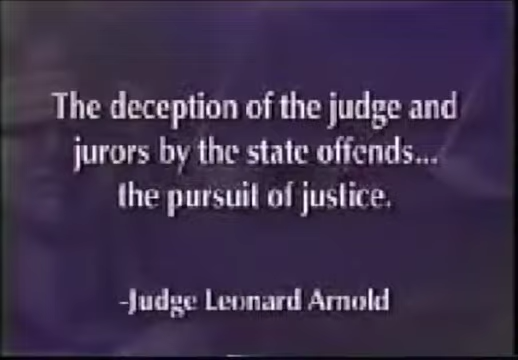 The deception of the judge and
jurors by the state offends...
the pursuit of justice.
-Judge Leonard Arnold